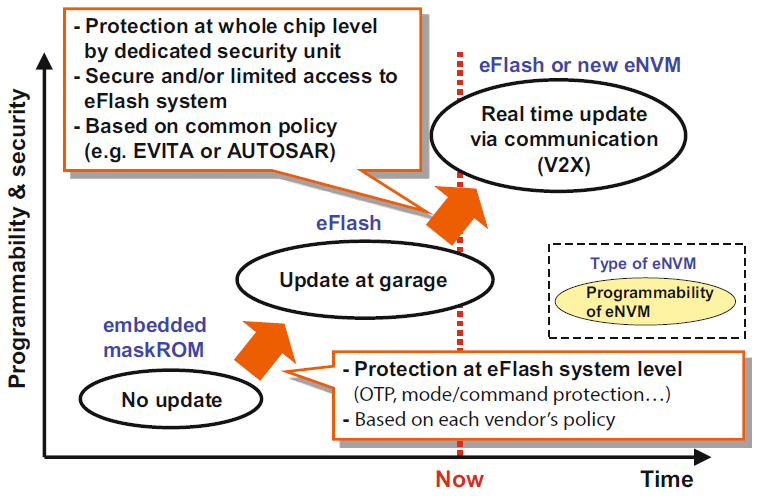 - Protection at whole chip level
by dedicated security unit
- Secure and/or limited access to
eFlash system
- Based on common policy
(e.g. EVITA or AUTOSAR)
eFlash or new eNVM
Real time update
via communication
(V2X)
Programmability & security
eFlash
Update at garage
Type of eNVM
Programmability
of eNVM
embedded
maskROM
No update
- Protection at eFlash system level
(OTP, mode/command protection…)
- Based on each vendor’s policy
Now
Time